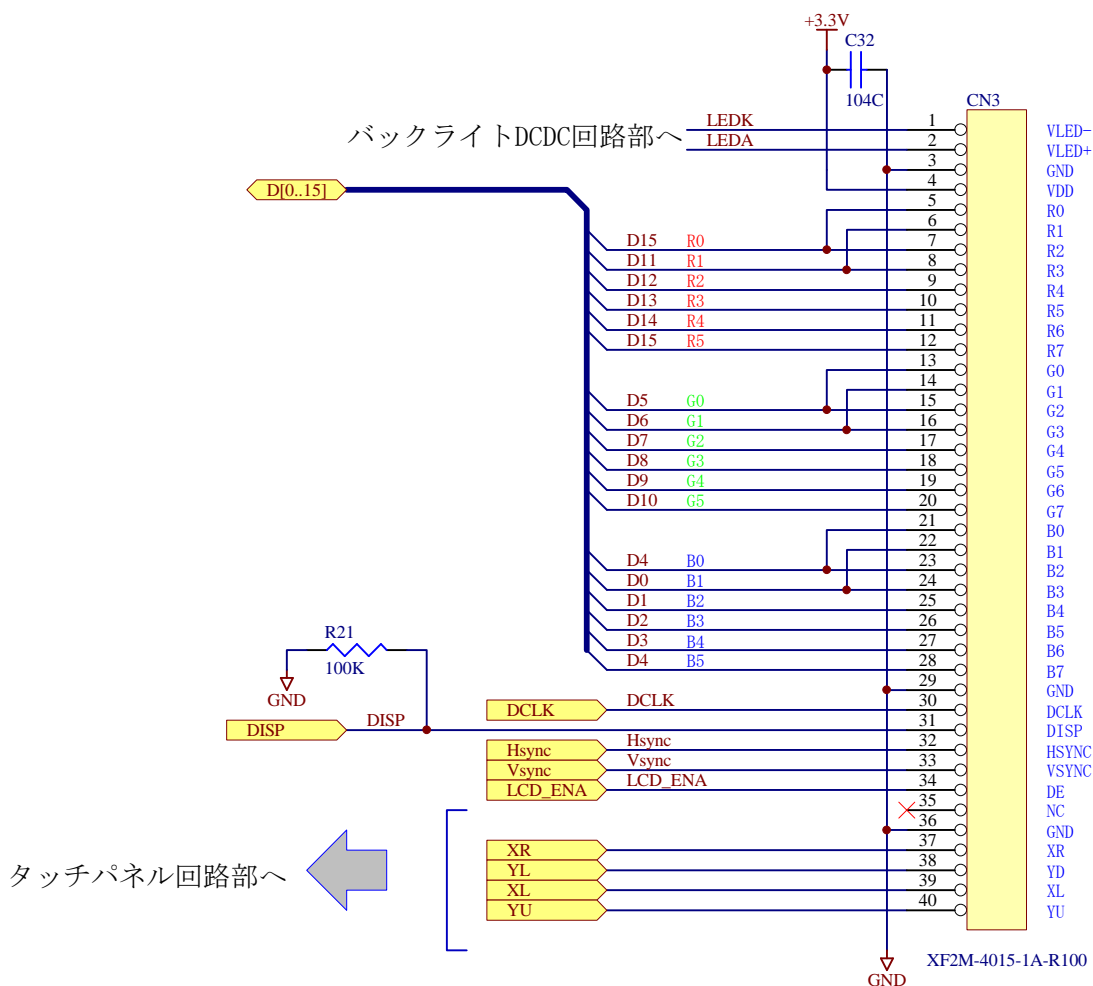 +3.3V
C32
104C
CN3
バックライトDCDC回路部へ
LEDK 1 VLED-
LEDA 2 VLED+
3 GND
D[0..15] 4 VDD
5 R0
6 R1
D15 R0 7 R2
D11 R1 8 R3
D12 R2 9 R4
D13 R3 10 R5
D14 R4 11 R6
D15 R5 12 R7
13 G0
14 G1
D5 G0 15 G2
D6 G1 16 G3
D7 G2 17 G4
D8 G3 18 G5
D9 G4 19 G6
D10 G5 20 G7
21 B0
22 B1
D4 B0 23 B2
D0 B1 24 B3
D1 B2 25 B4
D2 B3 26 B5
D3 B4 27 B6
D4 B5 28 B7
R21
100K
GND
29 GND
DCLK DCLK 30 DCLK
DISP DISP 31 DISP
Hsync Hsync 32 HSYNC
Vsync Vsync 33 VSYNC
LCD_ENA LCD_ENA 34 DE
35 NC
36 GND
タッチパネル回路部へ
XR 37 XR
YL 38 YD
XL 39 XL
YU 40 YU
XF2M-4015-1A-R100
GND